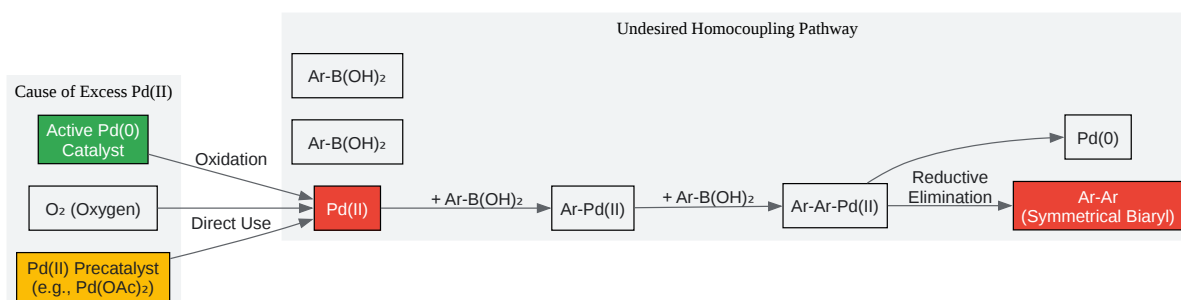 Undesired Homocoupling Pathway
Cause of Excess Pd(II)
Active Pd(0)
Catalyst
O₂ (Oxygen)
Pd(II) Precatalyst
(e.g., Pd(OAc)₂)
Oxidation
Direct Use
Ar-B(OH)₂
Ar-B(OH)₂
Pd(II)
+ Ar-B(OH)₂
Ar-Pd(II)
+ Ar-B(OH)₂
Ar-Ar-Pd(II)
Reductive
Elimination
Pd(0)
Ar-Ar
(Symmetrical Biaryl)